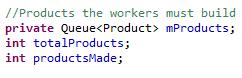 //Products the workers must build
private Queue<Product> mProducts;
int totalProducts;
int productsMade;